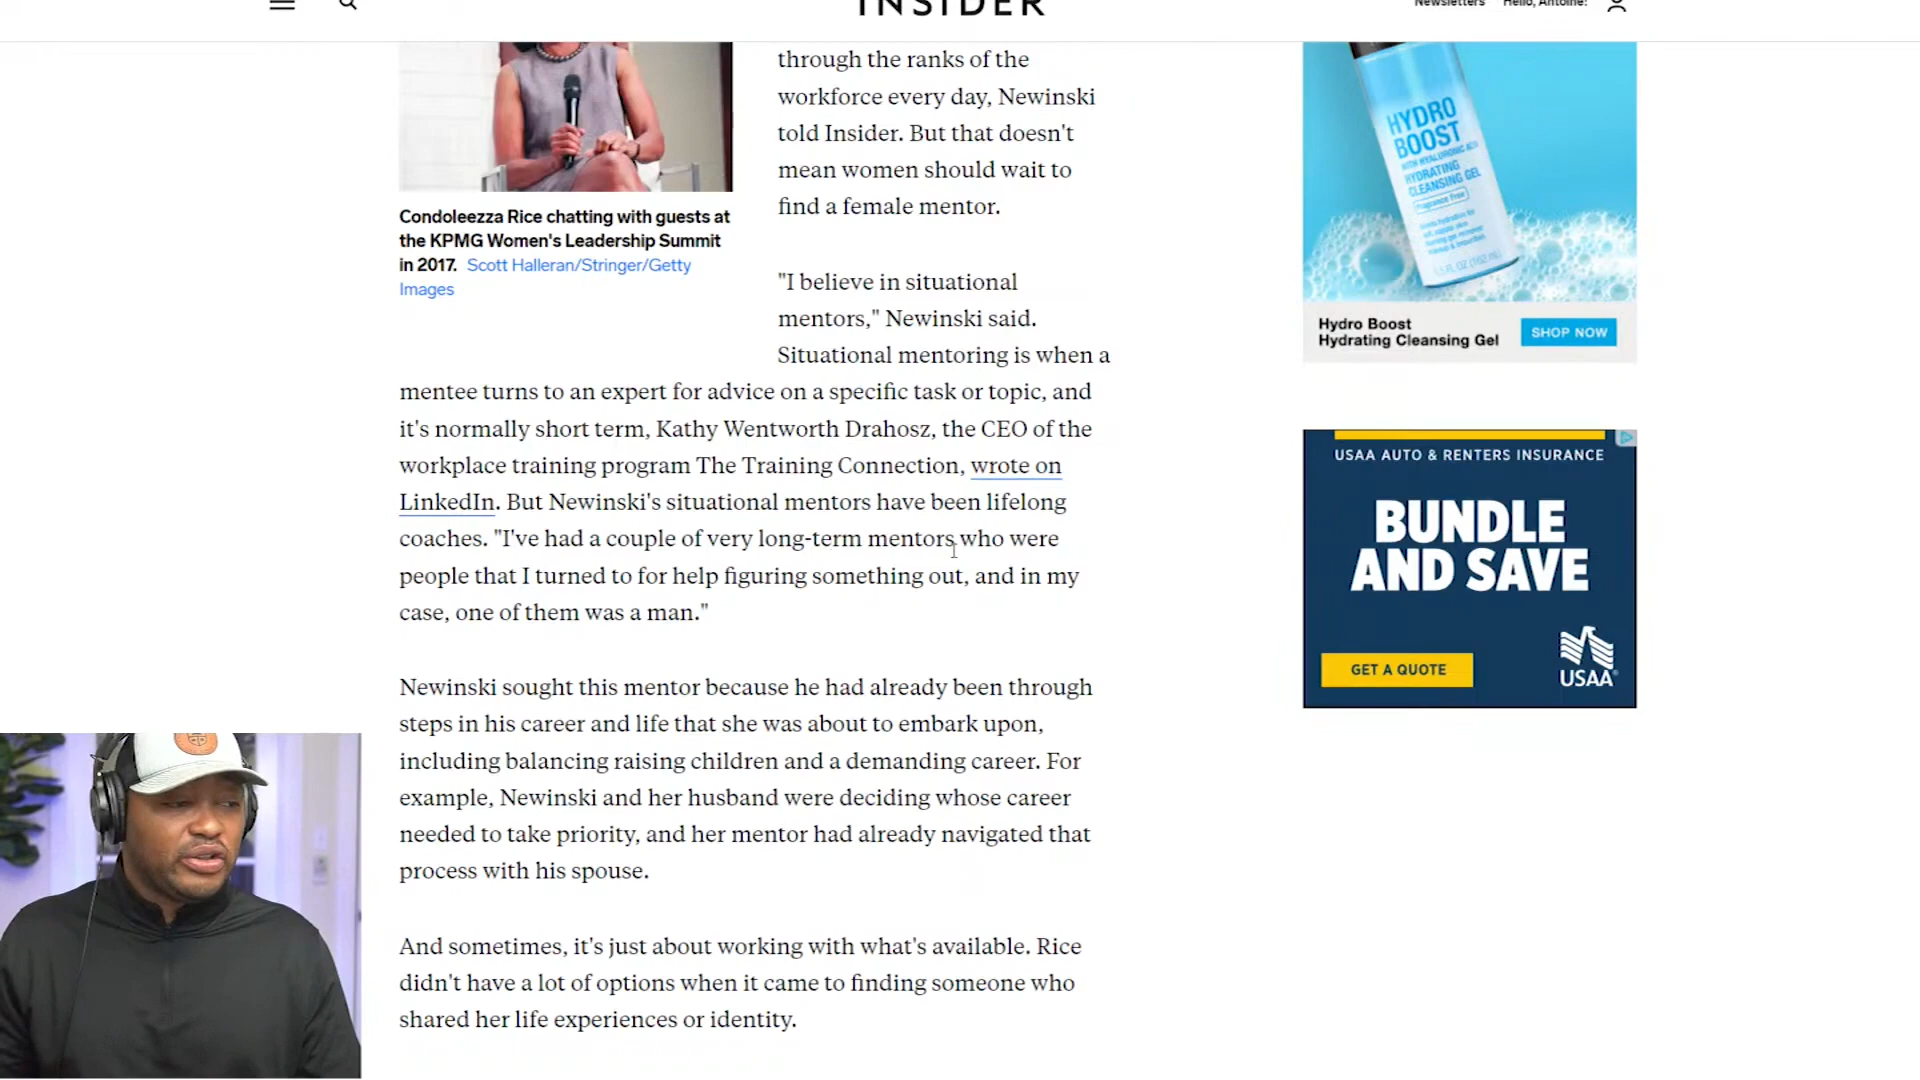 INSIDER
Newsletters Hello, Antoine!
through the ranks of the
workforce every day, Newinski
told Insider. But that doesn't
mean women should wait to
find a female mentor.
Condoleezza Rice chatting with guests at
the KPMG Women's Leadership Summit
in 2017. Scott Halleran/Stringer/Getty
Images
"I believe in situational
mentors," Newinski said.
Situational mentoring is when a
mentee turns to an expert for advice on a specific task or topic, and
it's normally short term, Kathy Wentworth Drahosz, the CEO of the
workplace training program The Training Connection, wrote on
LinkedIn. But Newinski's situational mentors have been lifelong
coaches. "I've had a couple of very long-term mentors who were
people that I turned to for help figuring something out, and in my
case, one of them was a man."
Newinski sought this mentor because he had already been through
steps in his career and life that she was about to embark upon,
including balancing raising children and a demanding career. For
example, Newinski and her husband were deciding whose career
needed to take priority, and her mentor had already navigated that
process with his spouse.
And sometimes, it's just about working with what's available. Rice
didn't have a lot of options when it came to finding someone who
shared her life experiences or identity.
HYDRO
BOOST
WITH HYALURONIC ACID
HYDRATING
CLEANSING GEL
Fragrance Free
Hydro Boost
Hydrating Cleansing Gel
SHOP NOW
USAA AUTO & RENTERS INSURANCE
BUNDLE
AND SAVE
GET A QUOTE
USAA